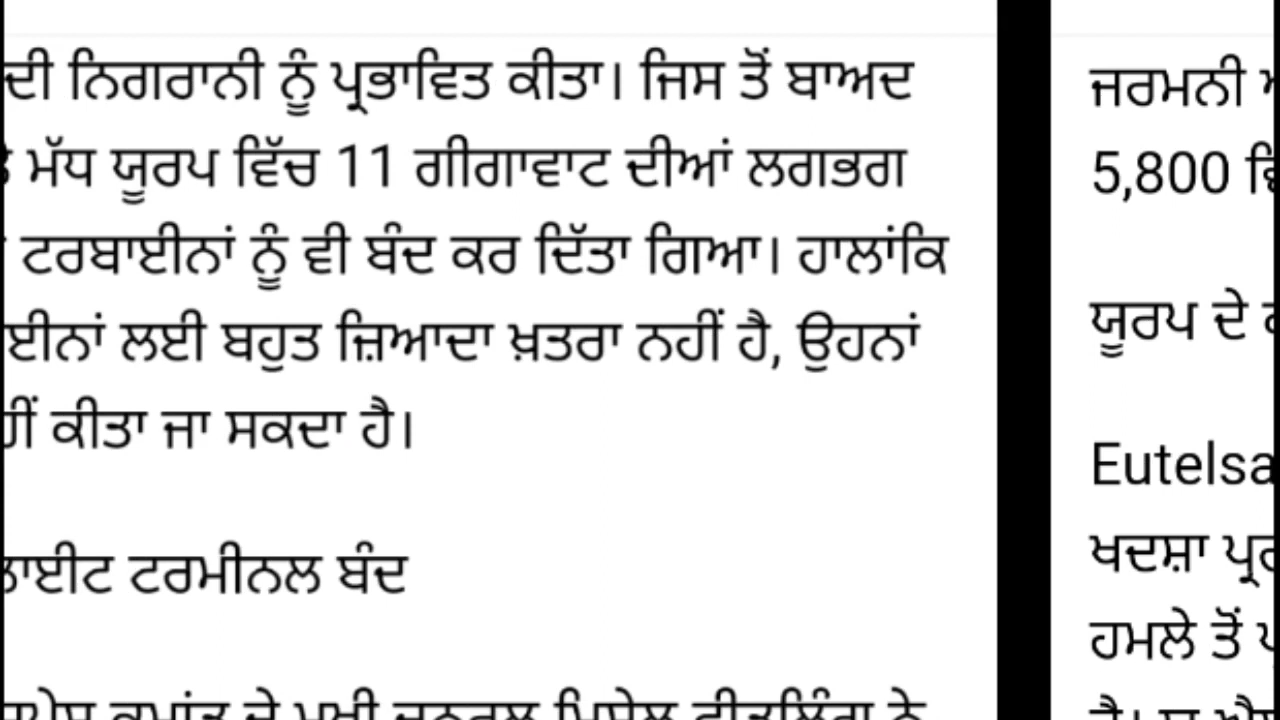 ਦੀ ਨਿਗਰਾਨੀ ਨੂੰ ਪ੍ਰਭਾਵਿਤ ਕੀਤਾ। ਜਿਸ ਤੋਂ ਬਾਅਦ
ਮੱਧ ਯੂਰਪ ਵਿੱਚ 11 ਗੀਗਾਵਾਟ ਦੀਆਂ ਲਗਭਗ
ਟਰਬਾਈਨਾਂ ਨੂੰ ਵੀ ਬੰਦ ਕਰ ਦਿੱਤਾ ਗਿਆ। ਹਾਲਾਂਕਿ
ਈਨਾਂ ਲਈ ਬਹੁਤ ਜ਼ਿਆਦਾ ਖ਼ਤਰਾ ਨਹੀਂ ਹੈ, ਉਹਨਾਂ
ਹੀਂ ਕੀਤਾ ਜਾ ਸਕਦਾ ਹੈ।
ਲਾਈਟ ਟਰਮੀਨਲ ਬੰਦ
ਜਰਮਨੀ
5,800
ਯੂਰਪ ਦੇ
Eutelsa
ਖਦਸ਼ਾ
ਹਮਲੇ ਤੋਂ